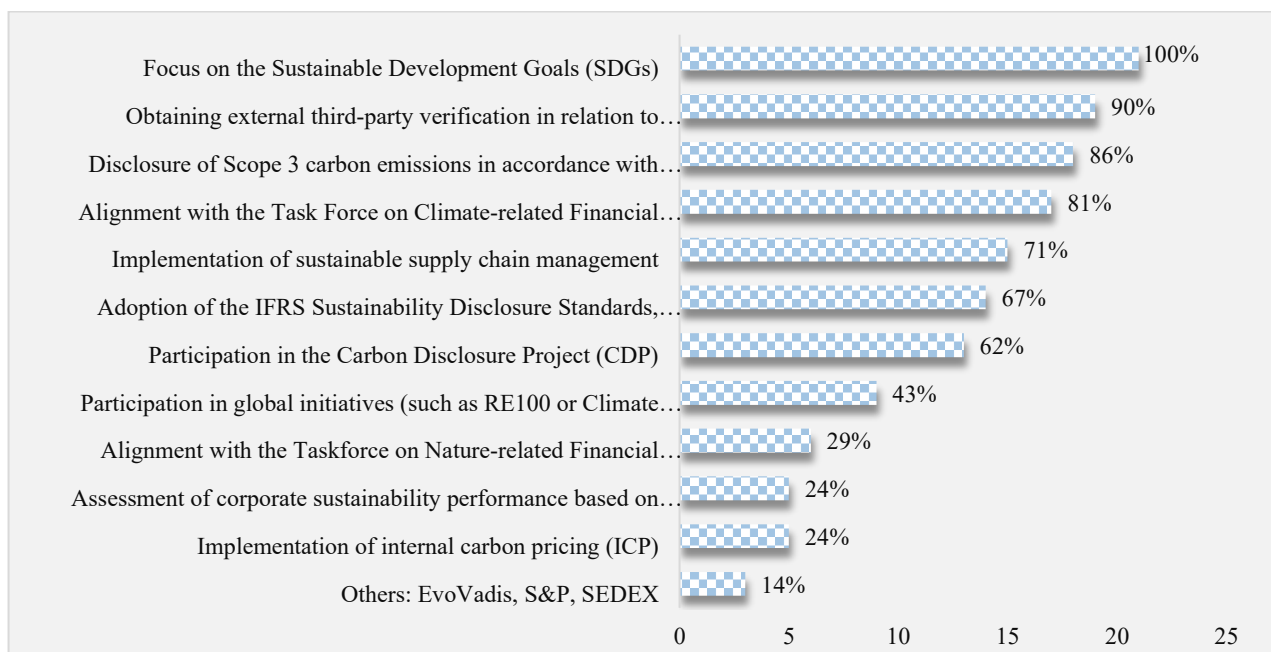 Focus on the Sustainable Development Goals (SDGs) 100%
Obtaining external third-party verification in relation to… 90%
Disclosure of Scope 3 carbon emissions in accordance with… 86%
Alignment with the Task Force on Climate-related Financial… 81%
Implementation of sustainable supply chain management 71%
Adoption of the IFRS Sustainability Disclosure Standards,… 67%
Participation in the Carbon Disclosure Project (CDP) 62%
Participation in global initiatives (such as RE100 or Climate… 43%
Alignment with the Taskforce on Nature-related Financial… 29%
Assessment of corporate sustainability performance based on… 24%
Implementation of internal carbon pricing (ICP) 24%
Others: EvoVadis, S&P, SEDEX 14%
0 5 10 15 20 25